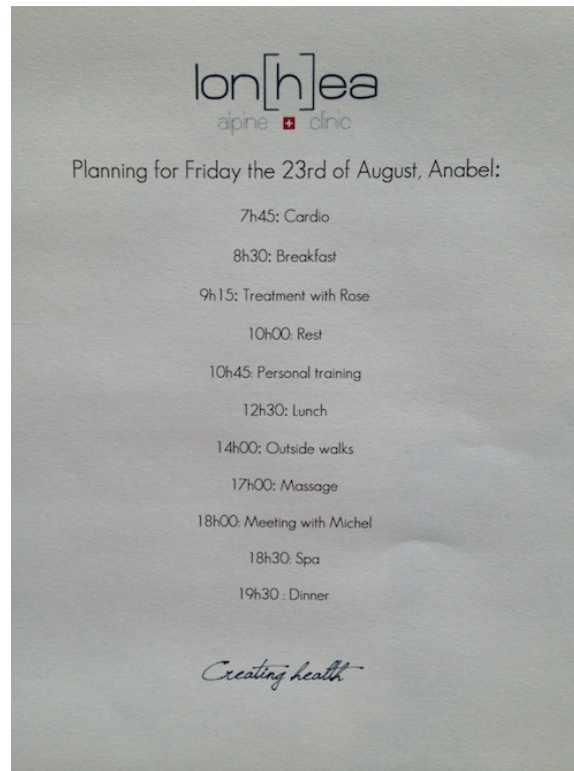 lon[h]ea
alpine clinic
Planning for Friday the 23rd of August, Anabel:
7h45: Cardio
8h30: Breakfast
9h15: Treatment with Rose
10h00: Rest
10h45: Personal training
12h30: Lunch
14h00: Outside walks
17h00: Massage
18h00: Meeting with Michel
18h30: Spa
19h30 : Dinner
Creating health